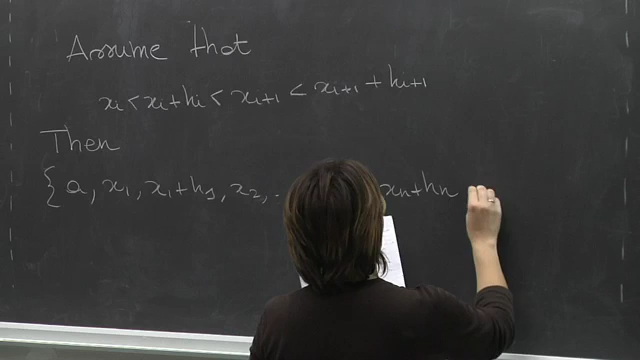 Assume that
xi < xi + hi < xi+1 < xi+1 + hi+1
Then
{ a, x1, x1 + h1, x2, . xn + hn